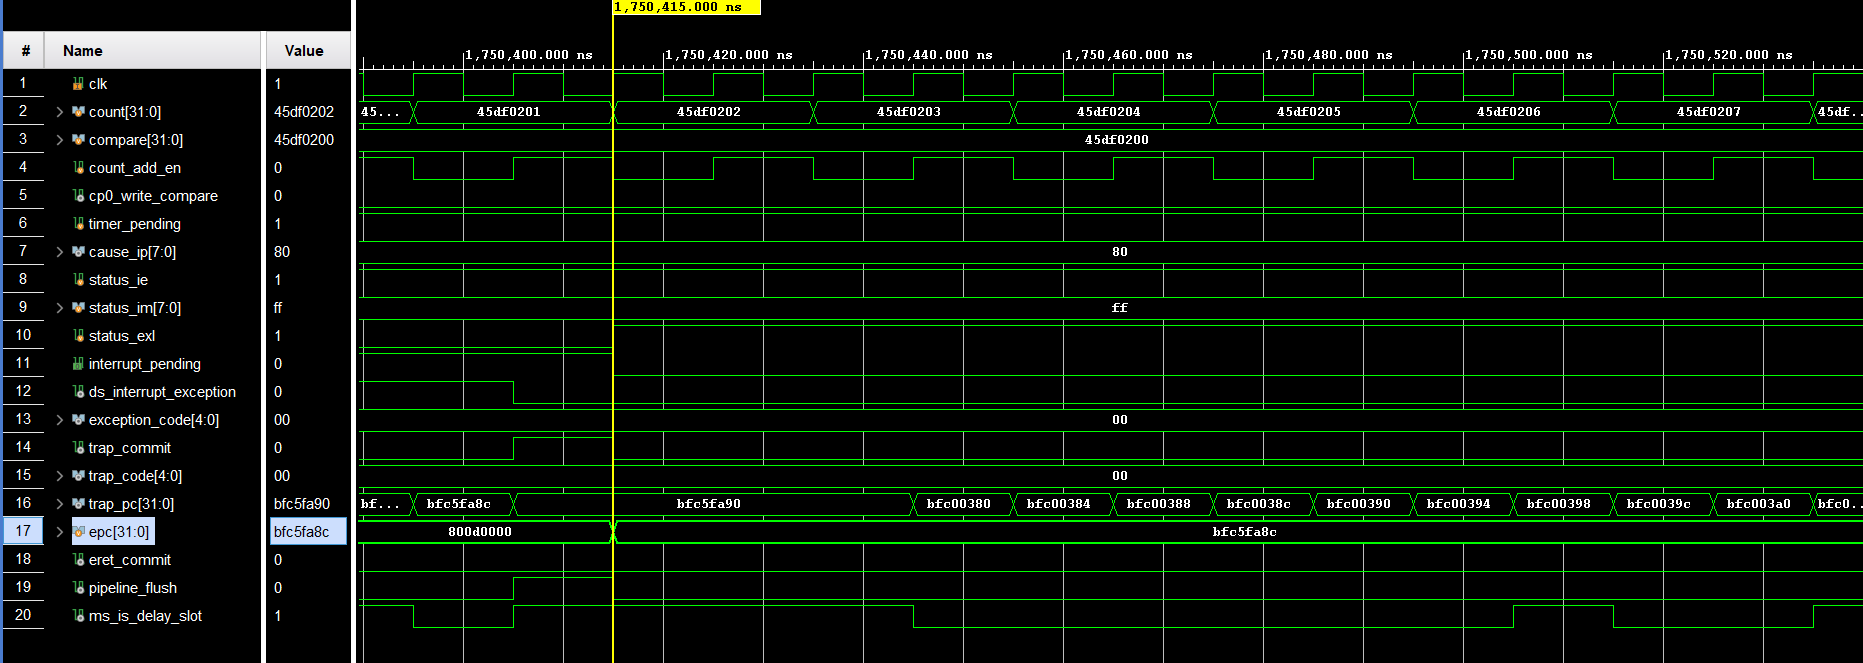 1,750,415.000 ns
# Name Value
1,750,400.000 ns 1,750,420.000 ns 1,750,440.000 ns 1,750,460.000 ns 1,750,480.000 ns 1,750,500.000 ns 1,750,520.000 ns
1 clk 1
2 count[31:0] 45df0202 45... 45df0201 45df0202 45df0203 45df0204 45df0205 45df0206 45df0207 45df..
3 compare[31:0] 45df0200 45df0200
4 count_add_en 0
5 cp0_write_compare 0
6 timer_pending 1
7 cause_ip[7:0] 80 80
8 status_ie 1
9 status_im[7:0] ff ff
10 status_exl 1
11 interrupt_pending 0
12 ds_interrupt_exception 0
13 exception_code[4:0] 00 00
14 trap_commit 0
15 trap_code[4:0] 00 00
16 trap_pc[31:0] bfc5fa90 bf... bfc5fa8c bfc5fa90 bfc00380 bfc00384 bfc00388 bfc0038c bfc00390 bfc00394 bfc00398 bfc0039c bfc003a0 bfc0..
17 epc[31:0] bfc5fa8c 800d0000 bfc5fa8c
18 eret_commit 0
19 pipeline_flush 0
20 ms_is_delay_slot 1